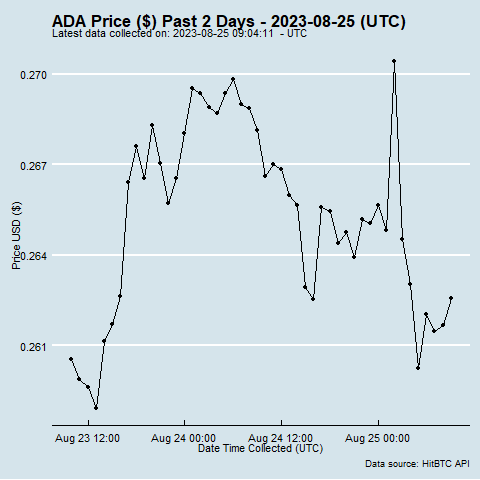 ADA Price ($) Past 2 Days - 2023-08-25 (UTC)
Latest data collected on: 2023-08-25 09:04:11 - UTC
0.270
0.267
0.264
0.261
Price USD ($)
Aug 23 12:00
Aug 24 00:00
Aug 24 12:00
Aug 25 00:00
Date Time Collected (UTC)
Data source: HitBTC API